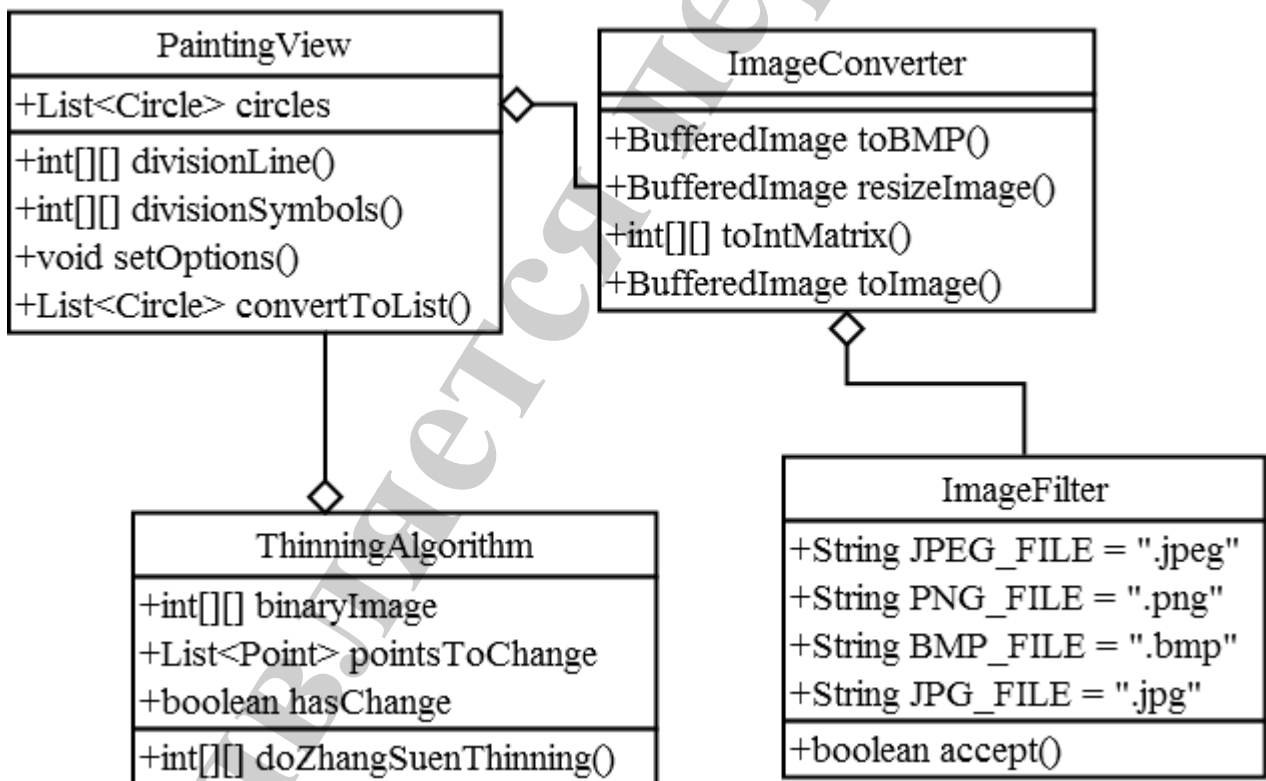 PaintingView
+List<Circle> circles
+int[][] divisionLine()
+int[][] divisionSymbols()
+void setOptions()
+List<Circle> convertToList()
ImageConverter
+BufferedImage toBMP()
+BufferedImage resizeImage()
+int[][] toIntMatrix()
+BufferedImage toImage()
ThinningAlgorithm
+int[][] binaryImage
+List<Point> pointsToChange
+boolean hasChange
+int[][] doZhangSuenThinning()
ImageFilter
+String JPEG_FILE = ".jpeg"
+String PNG_FILE = ".png"
+String BMP_FILE = ".bmp"
+String JPG_FILE = ".jpg"
+boolean accept()